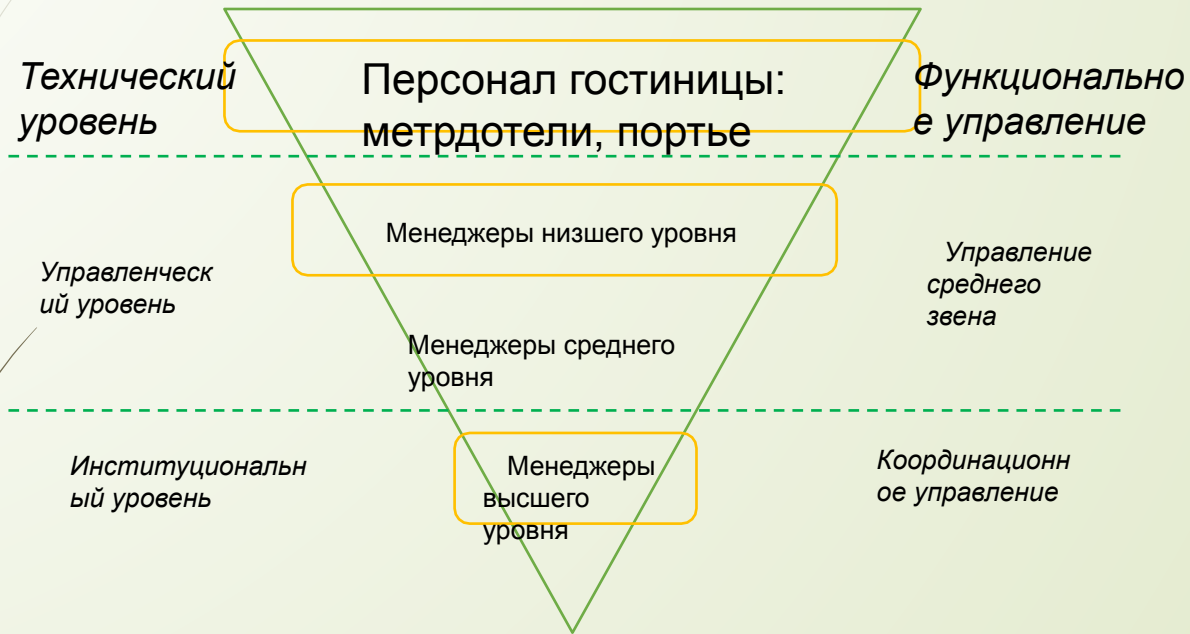 Технический
уровень
Персонал гостиницы:
метрдотели, портье
Функционально
е управление
Менеджеры низшего уровня
Управленческ
ий уровень
Управление
среднего
звена
Менеджеры среднего
уровня
Институциональн
ый уровень
Менеджеры
высшего
уровня
Координационн
ое управление